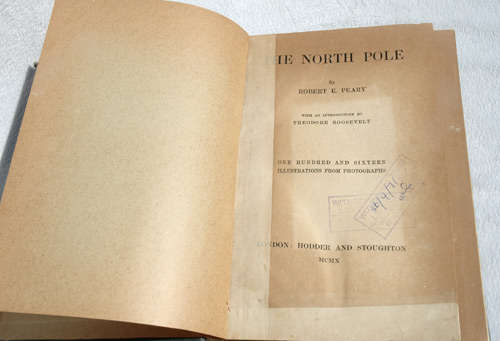 HE NORTH POLE
By
ROBERT E. PEARY
WITH AN INTRODUCTION BY
THEODORE ROOSEVELT
ONE HUNDRED AND SIXTEEN
ILLUSTRATIONS FROM PHOTOGRAPHS
LONDON: HODDER AND STOUGHTON
MCMX